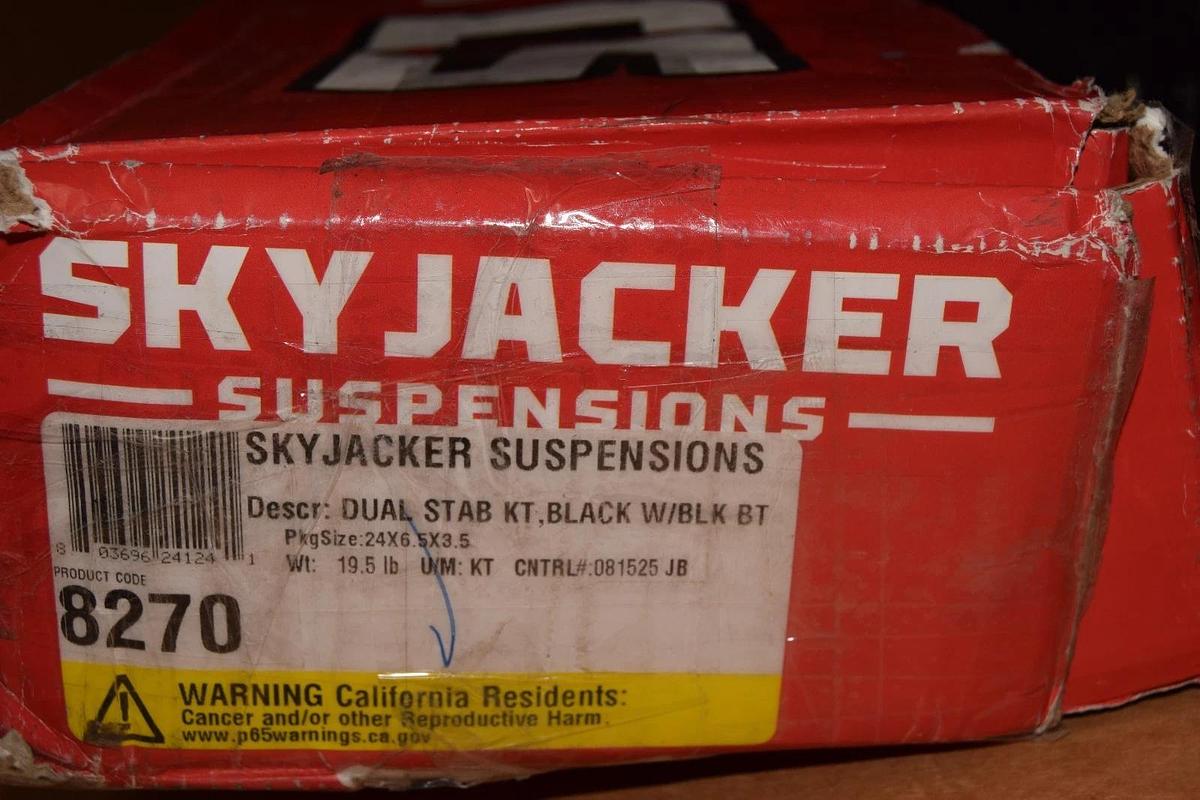 SKYJACKER
SUSPENSIONS
SKYJACKER SUSPENSIONS
Descr: DUAL STAB KT,BLACK W/BLK BT
PkgSize:24X6.5X3.5
Wt: 19.5 lb U/M: KT CNTRL#:081525 JB
8 03696 24124 1
PRODUCT CODE
8270
WARNING California Residents:
Cancer and/or other Reproductive Harm.
www.p65warnings.ca.gov